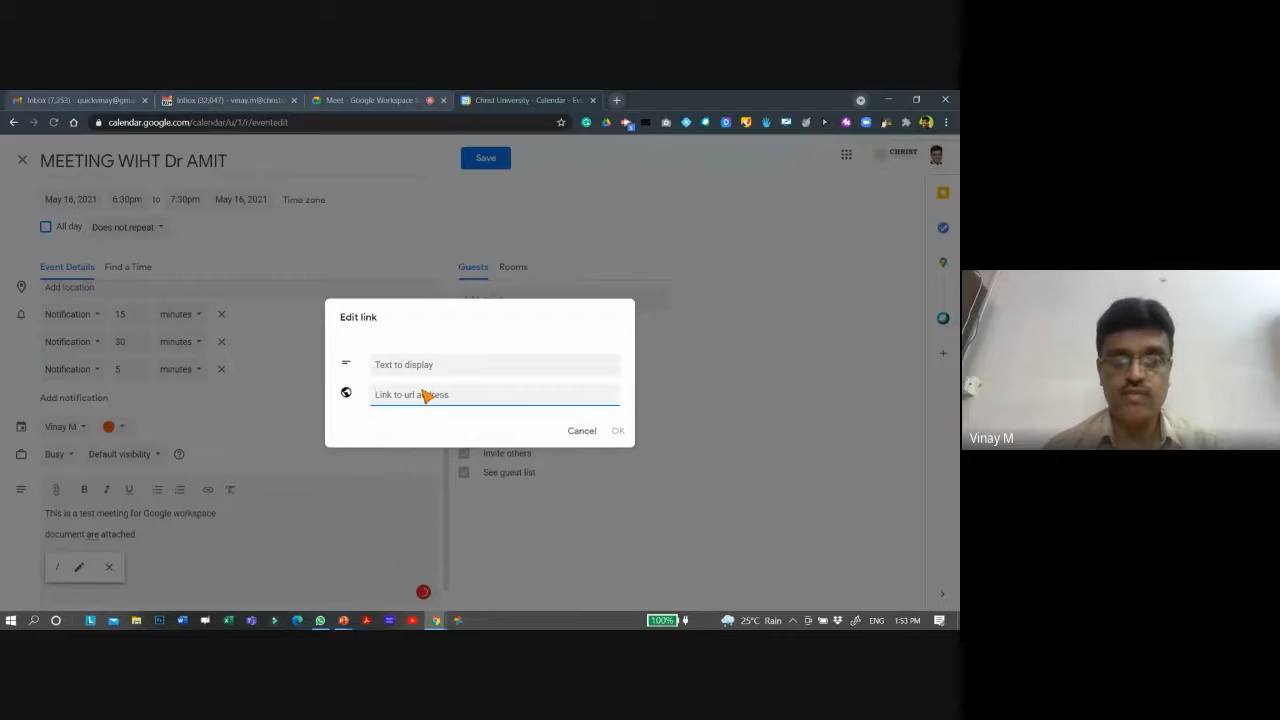 Inbox (7,253) - quickvinay@gma
Inbox (32,047) - vinay.m@christu
Meet - Google Workspace
Christ University - Calendar - Eve
calendar.google.com/calendar/u/1/r/eventedit
MEETING WIHT Dr AMIT
Save
CHRIST
May 16, 2021 6:30pm to 7:30pm May 16, 2021 Time zone
All day Does not repeat
Event Details Find a Time
Guests Rooms
Add location
Notification 15 minutes
Notification 30 minutes
Notification 5 minutes
Add notification
Edit link
Text to display
Link to url address
Cancel OK
Vinay M
Busy Default visibility
Invite others
See guest list
B I U
This is a test meeting for Google workspace
document are attached
/
Vinay M
100%
25°C Rain
ENG
1:53 PM